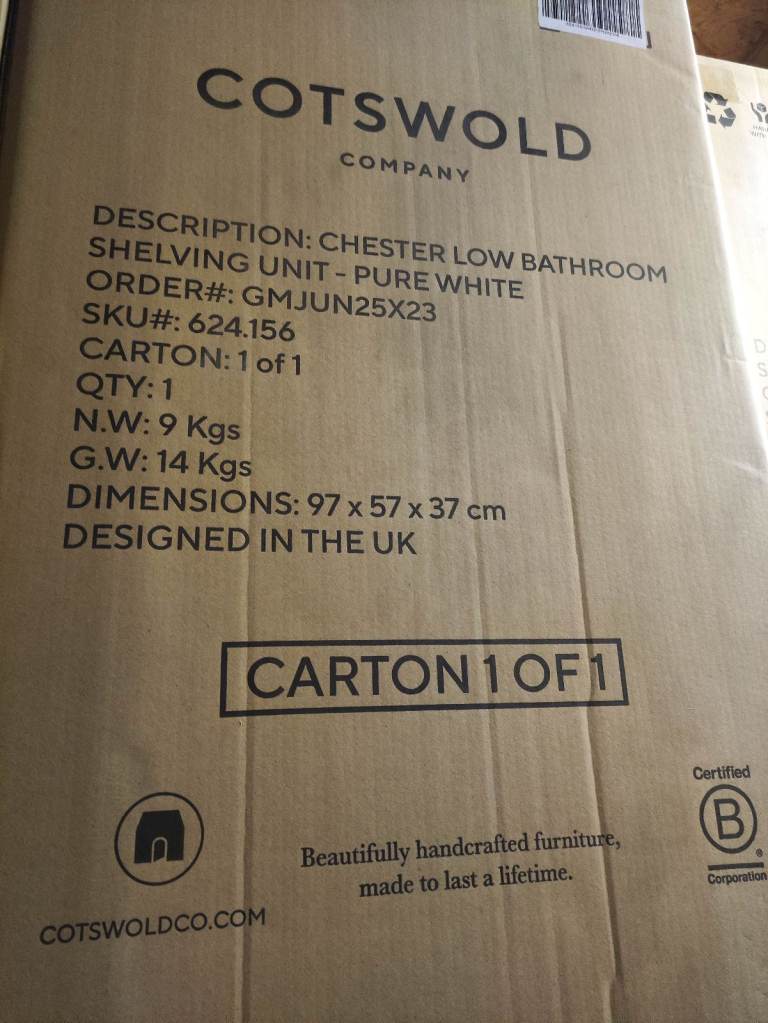 COTSWOLD
COMPANY
DESCRIPTION: CHESTER LOW BATHROOM
SHELVING UNIT - PURE WHITE
ORDER#: GMJUN25X23
SKU#: 624.156
CARTON: 1 of 1
QTY: 1
N.W: 9 Kgs
G.W: 14 Kgs
DIMENSIONS: 97 x 57 x 37 cm
DESIGNED IN THE UK
CARTON 1 OF 1
Certified
B
®
Corporation
Beautifully handcrafted furniture,
made to last a lifetime.
COTSWOLDCO.COM